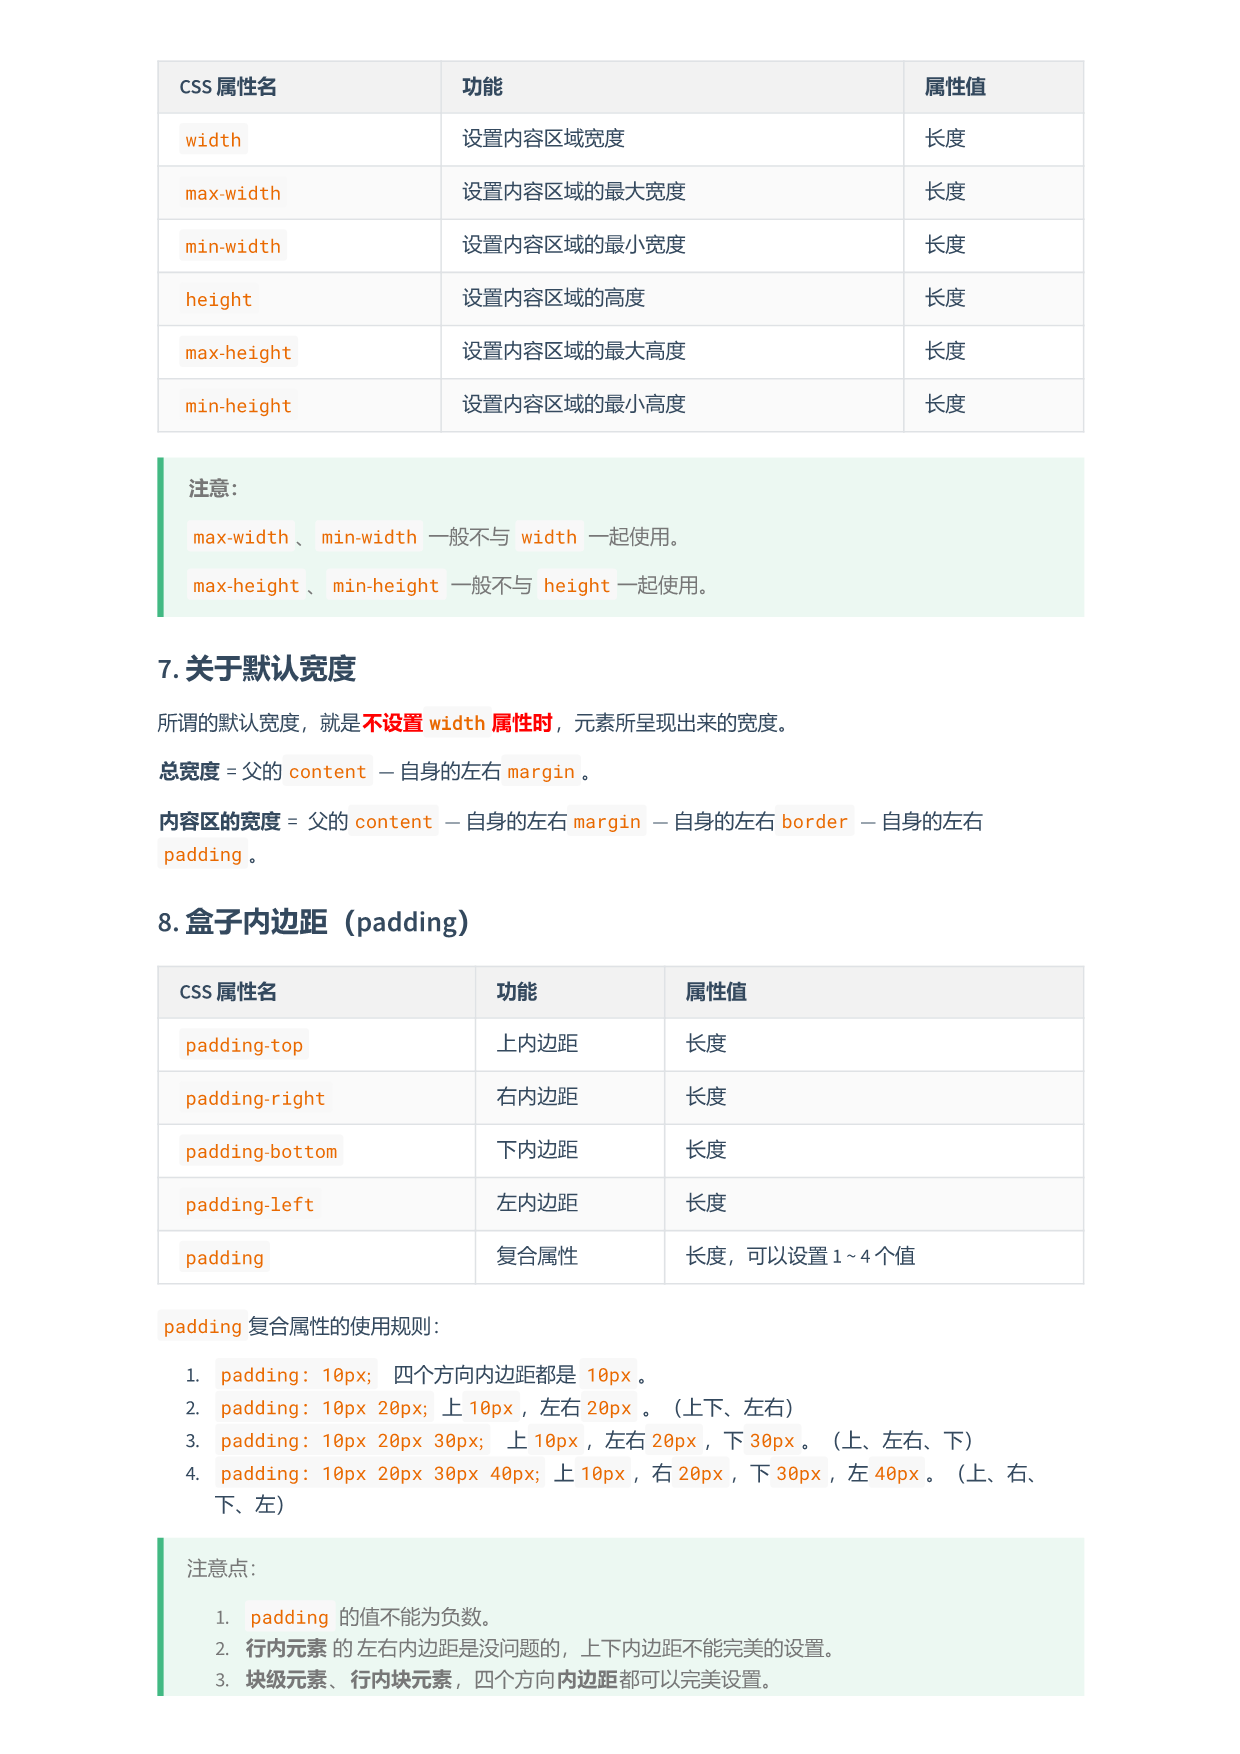 CSS 属性名 功能 属性值
width 设置内容区域宽度 长度
max-width 设置内容区域的最大宽度 长度
min-width 设置内容区域的最小宽度 长度
height 设置内容区域的高度 长度
max-height 设置内容区域的最大高度 长度
min-height 设置内容区域的最小高度 长度
注意：
max-width、 min-width 一般不与 width 一起使用。
max-height、 min-height 一般不与 height一起使用。
7. 关于默认宽度
所谓的默认宽度，就是不设置 width 属性时，元素所呈现出来的宽度。
总宽度 = 父的 content — 自身的左右 margin 。
内容区的宽度 = 父的 content — 自身的左右 margin — 自身的左右 border — 自身的左右
padding 。
8. 盒子内边距（padding）
CSS 属性名 功能 属性值
padding-top 上内边距 长度
padding-right 右内边距 长度
padding-bottom 下内边距 长度
padding-left 左内边距 长度
padding 复合属性 长度，可以设置 1 ~ 4 个值
padding 复合属性的使用规则：
1. padding: 10px; 四个方向内边距都是 10px 。
2. padding: 10px 20px; 上 10px ，左右 20px 。（上下、左右）
3. padding: 10px 20px 30px; 上 10px ，左右 20px ，下 30px 。（上、左右、下）
4. padding: 10px 20px 30px 40px; 上 10px ，右 20px ，下 30px ，左 40px 。（上、右、
下、左）
注意点：
1. padding 的值不能为负数。
2. 行内元素 的 左右内边距是没问题的，上下内边距不能完美的设置。
3. 块级元素、行内块元素，四个方向内边距都可以完美设置。